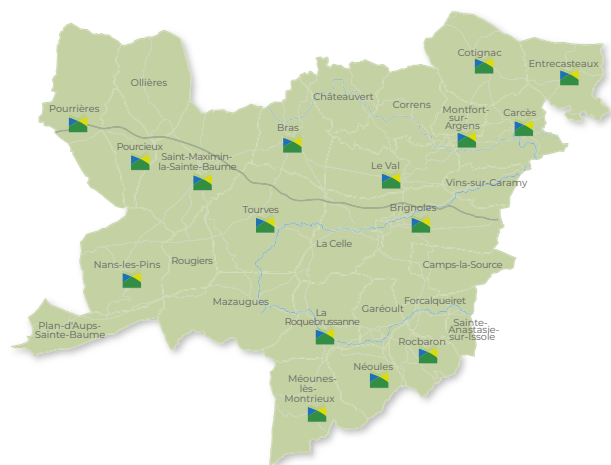 Cotignac
Entrecasteaux
Ollières
Châteauvert
Correns
Pourrières
Montfort-
sur-
Argens
Carcès
Bras
Pourcieux
Saint-Maximin-
la-Sainte-Baume
Le Val
Vins-sur-Caramy
Tourves
Brignoles
La Celle
Nans-les-Pins
Rougiers
Camps-la-Source
Mazaugues
Forcalqueiret
Garéoult
La
Roquebrussanne
Plan-d'Aups-
Sainte-Baume
Sainte-
Anastasie-
sur-Issole
Rocbaron
Néoules
Méounes-
lès-
Montrieux